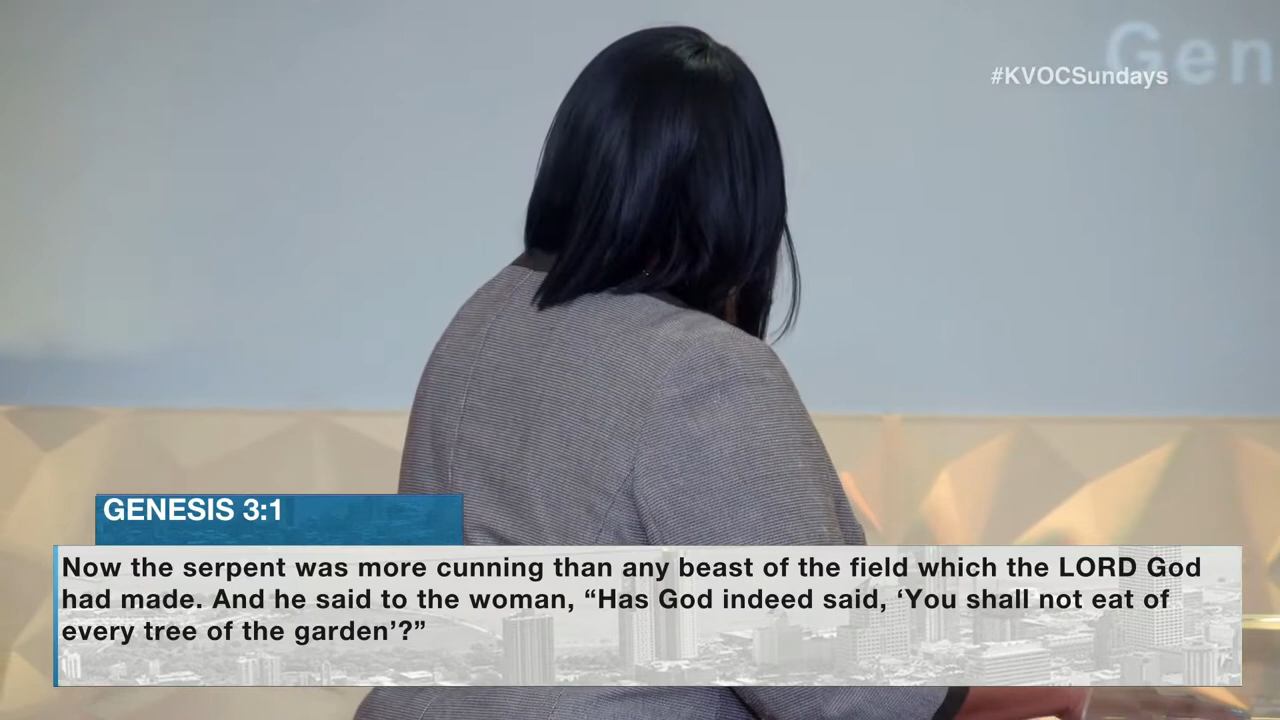 Gen
#KVOCSundays
GENESIS 3:1
Now the serpent was more cunning than any beast of the field which the LORD God
had made. And he said to the woman, “Has God indeed said, ‘You shall not eat of
every tree of the garden’?”